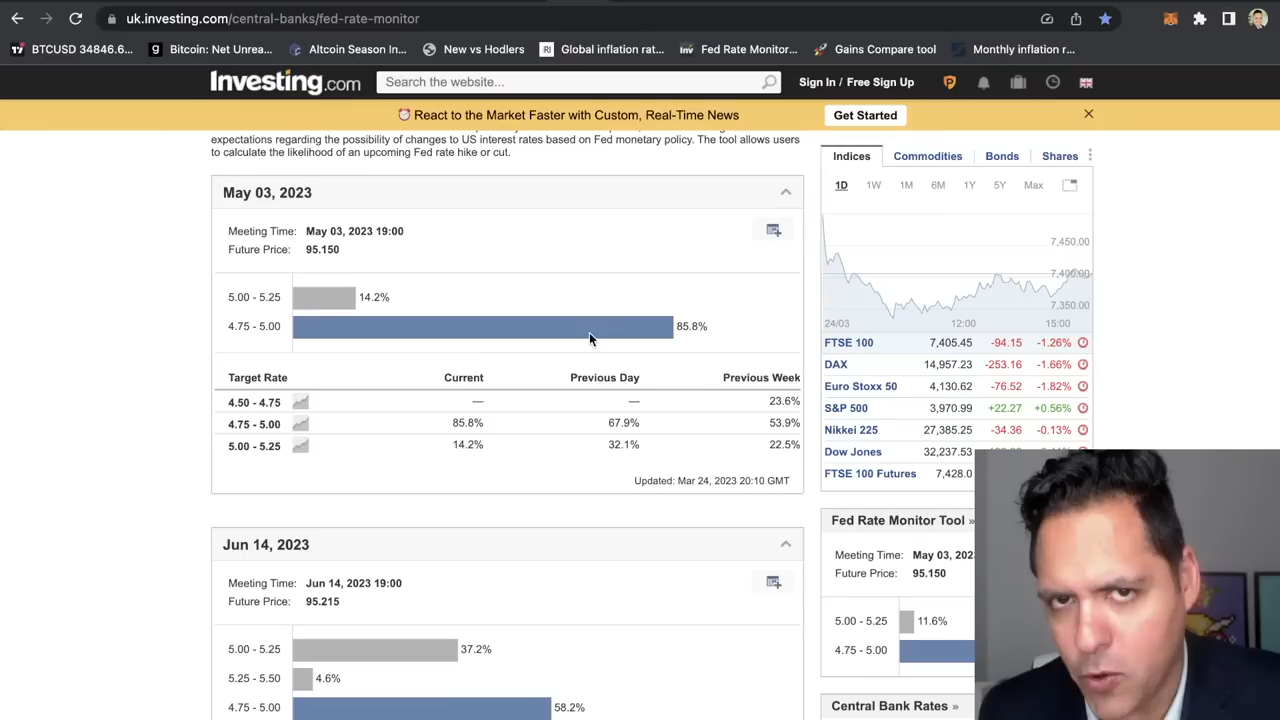 uk.investing.com/central-banks/fed-rate-monitor
BTCUSD 34846.6... Bitcoin: Net Unrea... Altcoin Season In... New vs Hodlers Global inflation rat... Fed Rate Monitor... Gains Compare tool Monthly inflation r...
Investing.com Search the website... Sign In / Free Sign Up
React to the Market Faster with Custom, Real-Time News Get Started
expectations regarding the possibility of changes to US interest rates based on Fed monetary policy. The tool allows users
to calculate the likelihood of an upcoming Fed rate hike or cut.
May 03, 2023
Meeting Time: May 03, 2023 19:00
Future Price: 95.150
5.00 - 5.25 14.2%
4.75 - 5.00 85.8%
Target Rate Current Previous Day Previous Week
4.50 - 4.75 — — 23.6%
4.75 - 5.00 85.8% 67.9% 53.9%
5.00 - 5.25 14.2% 32.1% 22.5%
Updated: Mar 24, 2023 20:10 GMT
Jun 14, 2023
Meeting Time: Jun 14, 2023 19:00
Future Price: 95.215
5.00 - 5.25 37.2%
5.25 - 5.50 4.6%
4.75 - 5.00 58.2%
Indices Commodities Bonds Shares
1D 1W 1M 6M 1Y 5Y Max
7,450.00
7,400.00
7,350.00
24/03 12:00 15:00
FTSE 100 7,405.45 -94.15 -1.26%
DAX 14,957.23 -253.16 -1.66%
Euro Stoxx 50 4,130.62 -76.52 -1.82%
S&P 500 3,970.99 +22.27 +0.56%
Nikkei 225 27,385.25 -34.36 -0.13%
Dow Jones 32,237.53
FTSE 100 Futures 7,428.0
Fed Rate Monitor Tool »
Meeting Time: May 03, 202
Future Price: 95.150
5.00 - 5.25 11.6%
4.75 - 5.00
Central Bank Rates »